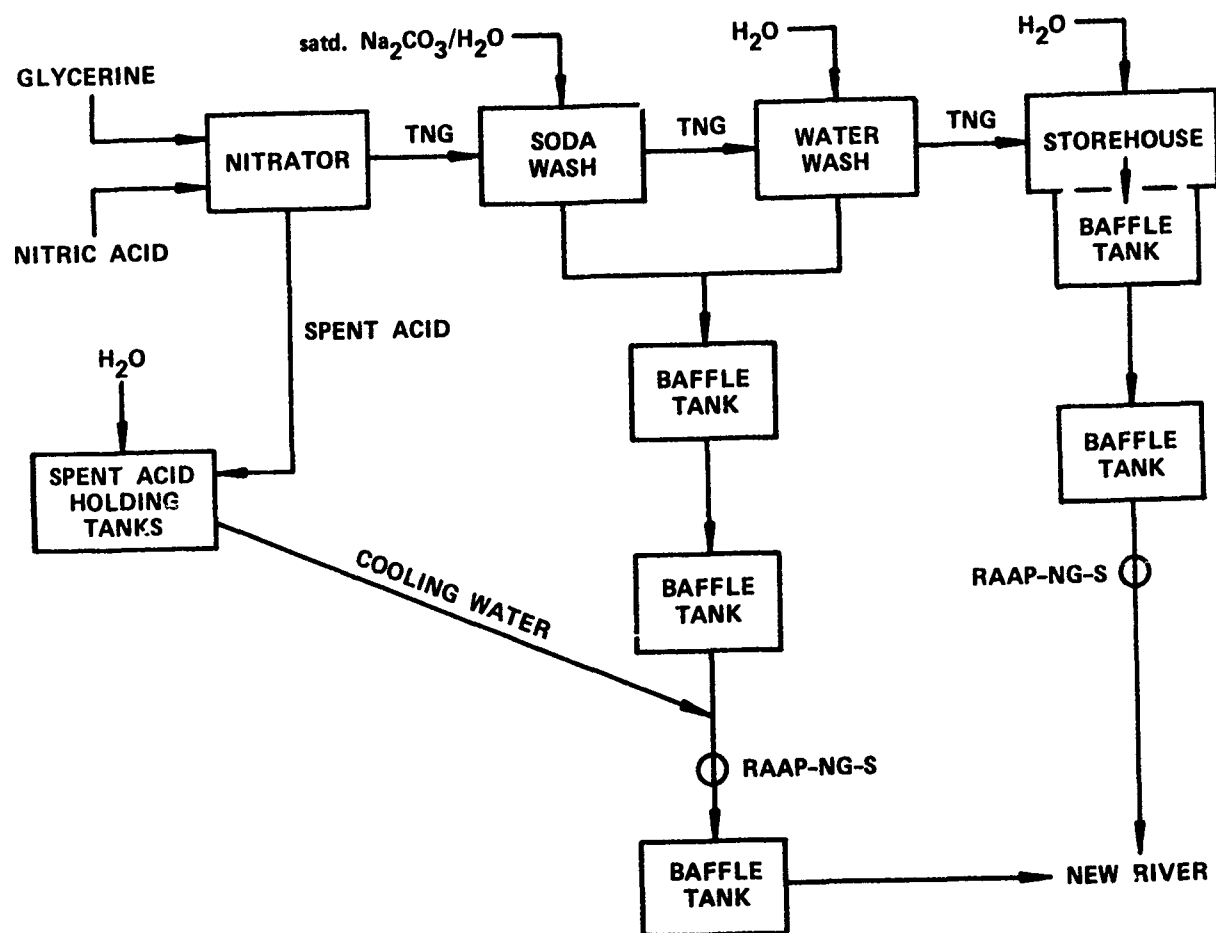 satd. Na₂CO₃/H₂O
H₂O
H₂O
GLYCERINE
NITRATOR
TNG
SODA
WASH
TNG
WATER
WASH
TNG
STOREHOUSE
BAFFLE
TANK
NITRIC ACID
SPENT ACID
H₂O
SPENT ACID
HOLDING
TANKS
COOLING WATER
BAFFLE
TANK
BAFFLE
TANK
BAFFLE
TANK
RAAP-NG-S
RAAP-NG-S
BAFFLE
TANK
NEW RIVER